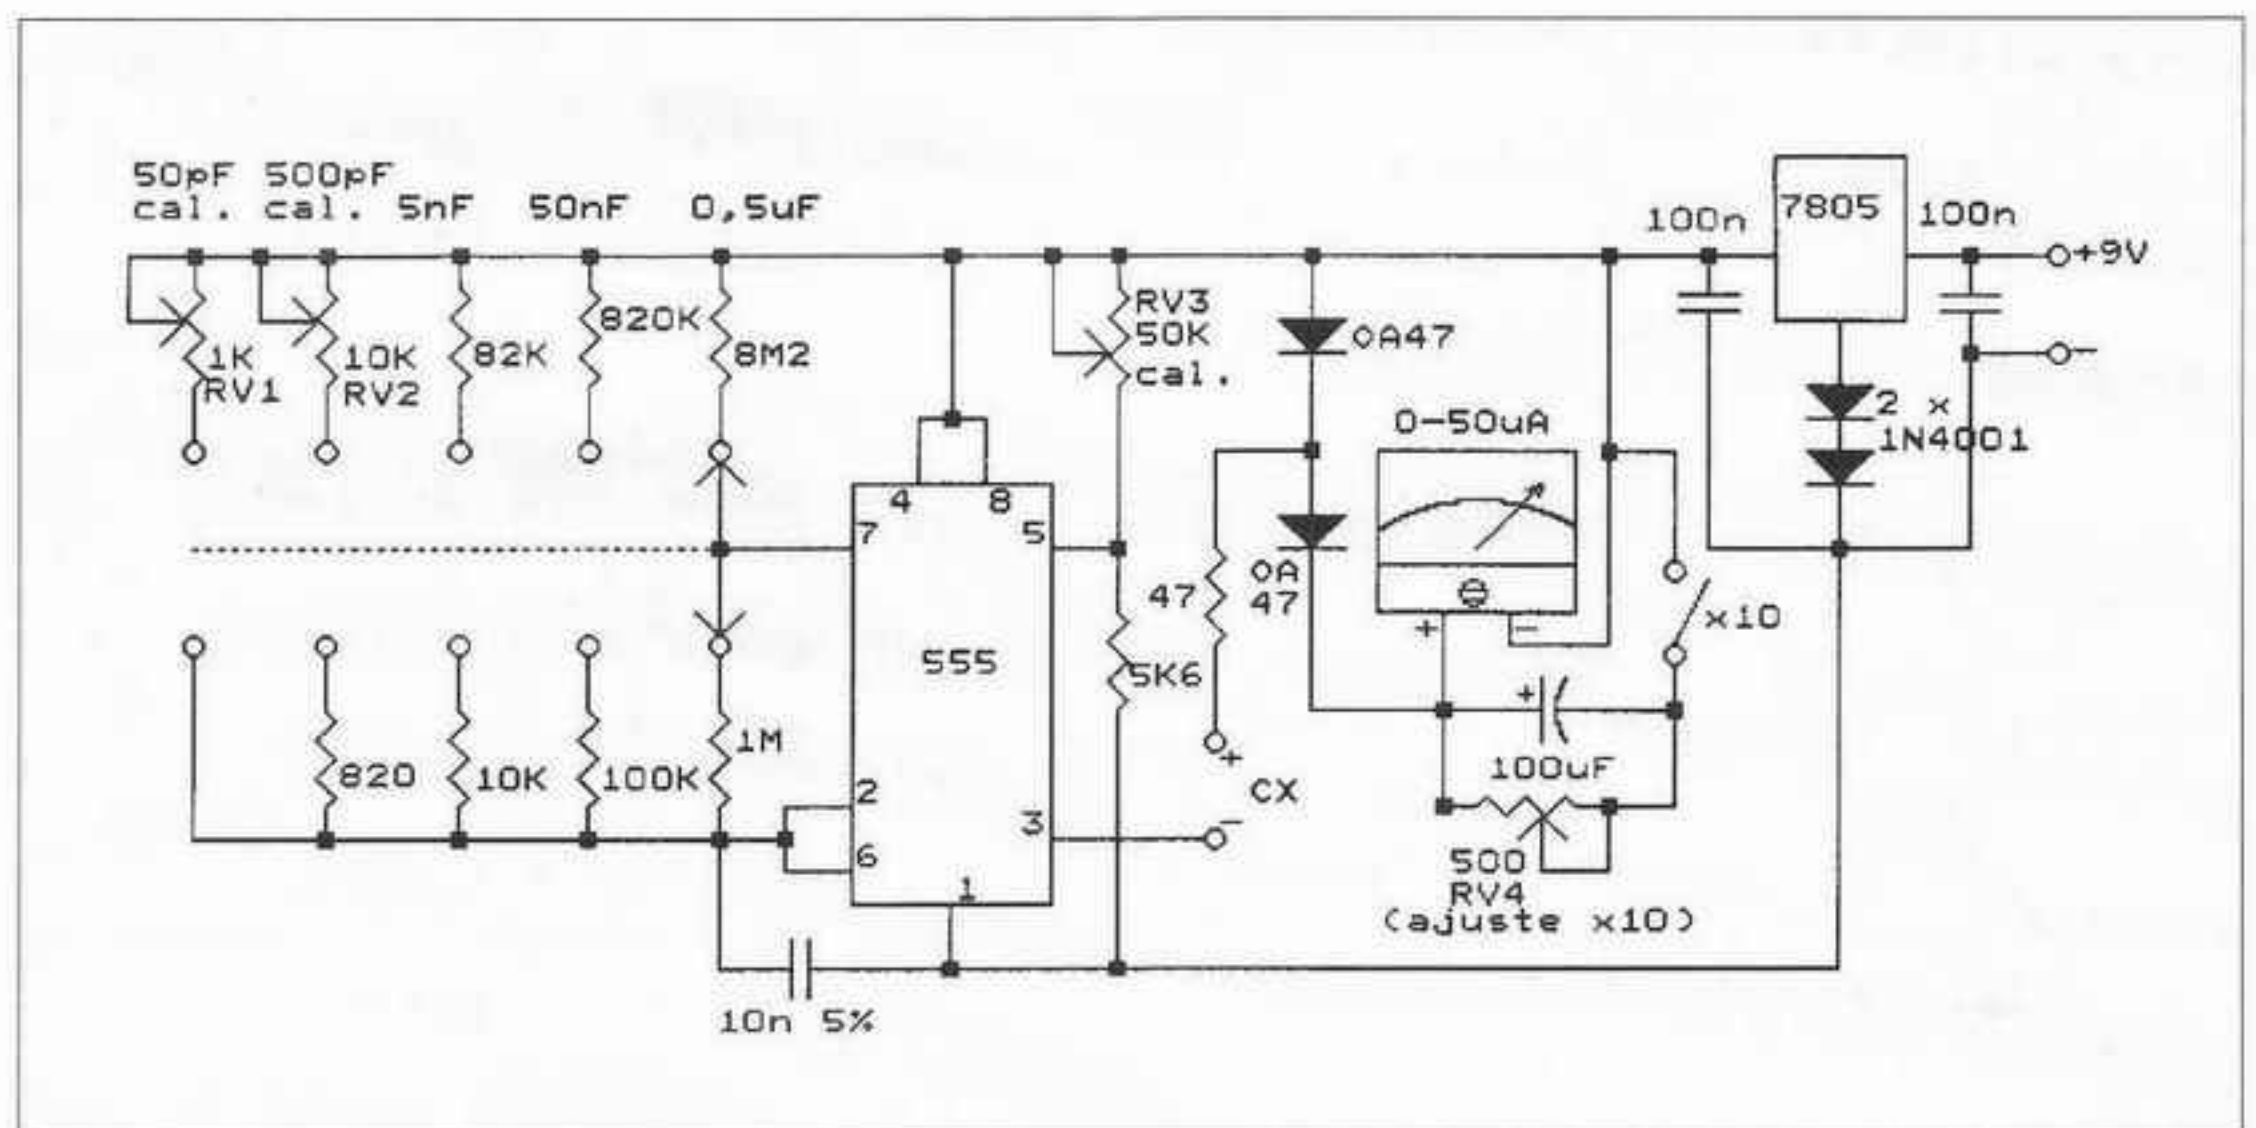 50pF 500pF
cal. cal. 5nF 50nF 0,5uF
1K
RV1
10K
RV2
82K
820K
8M2
RV3
50K
cal.
OA47
0-50uA
100n
7805
100n
+9V
-
2 x
1N4001
4 8
7 5
555
2
6
3
1
47
OA
47
+ -
x10
5K6
820
10K
100K
1M
+
CX
-
+
100uF
500
RV4
(ajuste x10)
10n 5%